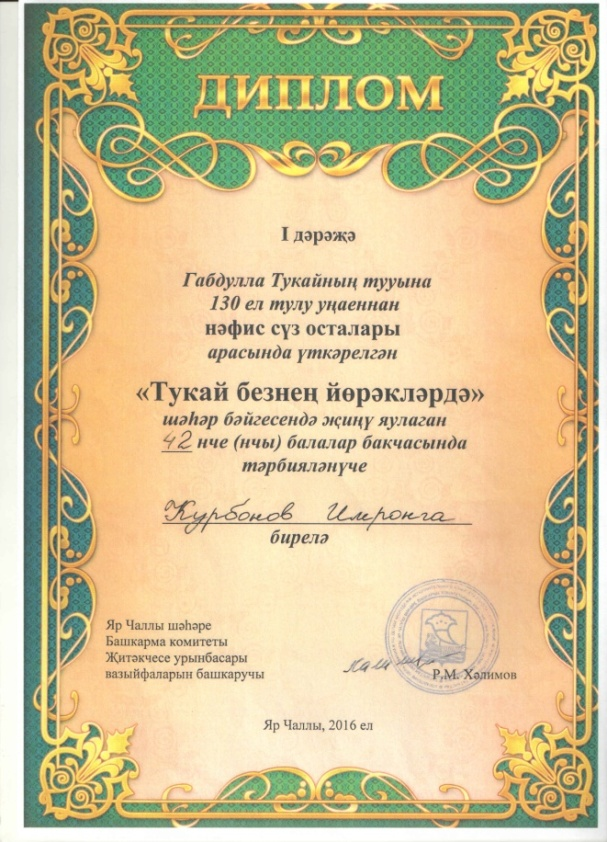 ДИПЛОМ
I дәрәҗә
Габдулла Тукайның тууына
130 ел тулу уңаеннан
нәфис сүз осталары
арасында үткәрелгән
«Тукай безнең йөрәкләрдә»
шәһәр бәйгесендә җиңү яулаган
42 нче (нчы) балалар бакчасында
тәрбияләнүче
Курбонов Имронга
бирелә
Яр Чаллы шәһәре
Башкарма комитеты
Җитәкчесе урынбасары
вазыйфаларын башкаручы
Р.М. Хәлимов
Яр Чаллы, 2016 ел